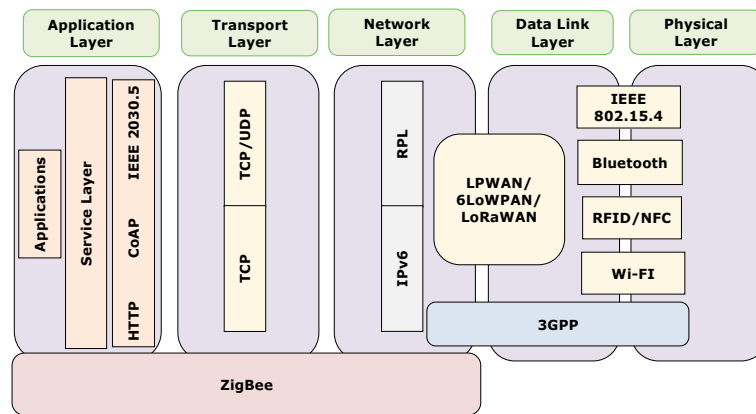 Application
Layer
Transport
Layer
Network
Layer
Data Link
Layer
Physical
Layer
Applications
Service Layer
HTTP CoAP IEEE 2030.5
TCP/UDP
TCP
RPL
IPv6
LPWAN/
6LoWPAN/
LoRaWAN
IEEE
802.15.4
Bluetooth
RFID/NFC
Wi-FI
3GPP
ZigBee